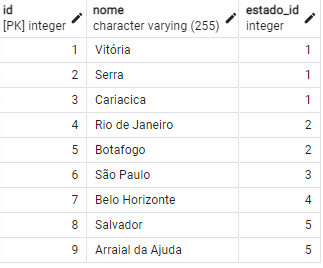 id nome estado_id
[PK] integer character varying (255) integer
1 Vitória 1
2 Serra 1
3 Cariacica 1
4 Rio de Janeiro 2
5 Botafogo 2
6 São Paulo 3
7 Belo Horizonte 4
8 Salvador 5
9 Arraial da Ajuda 5